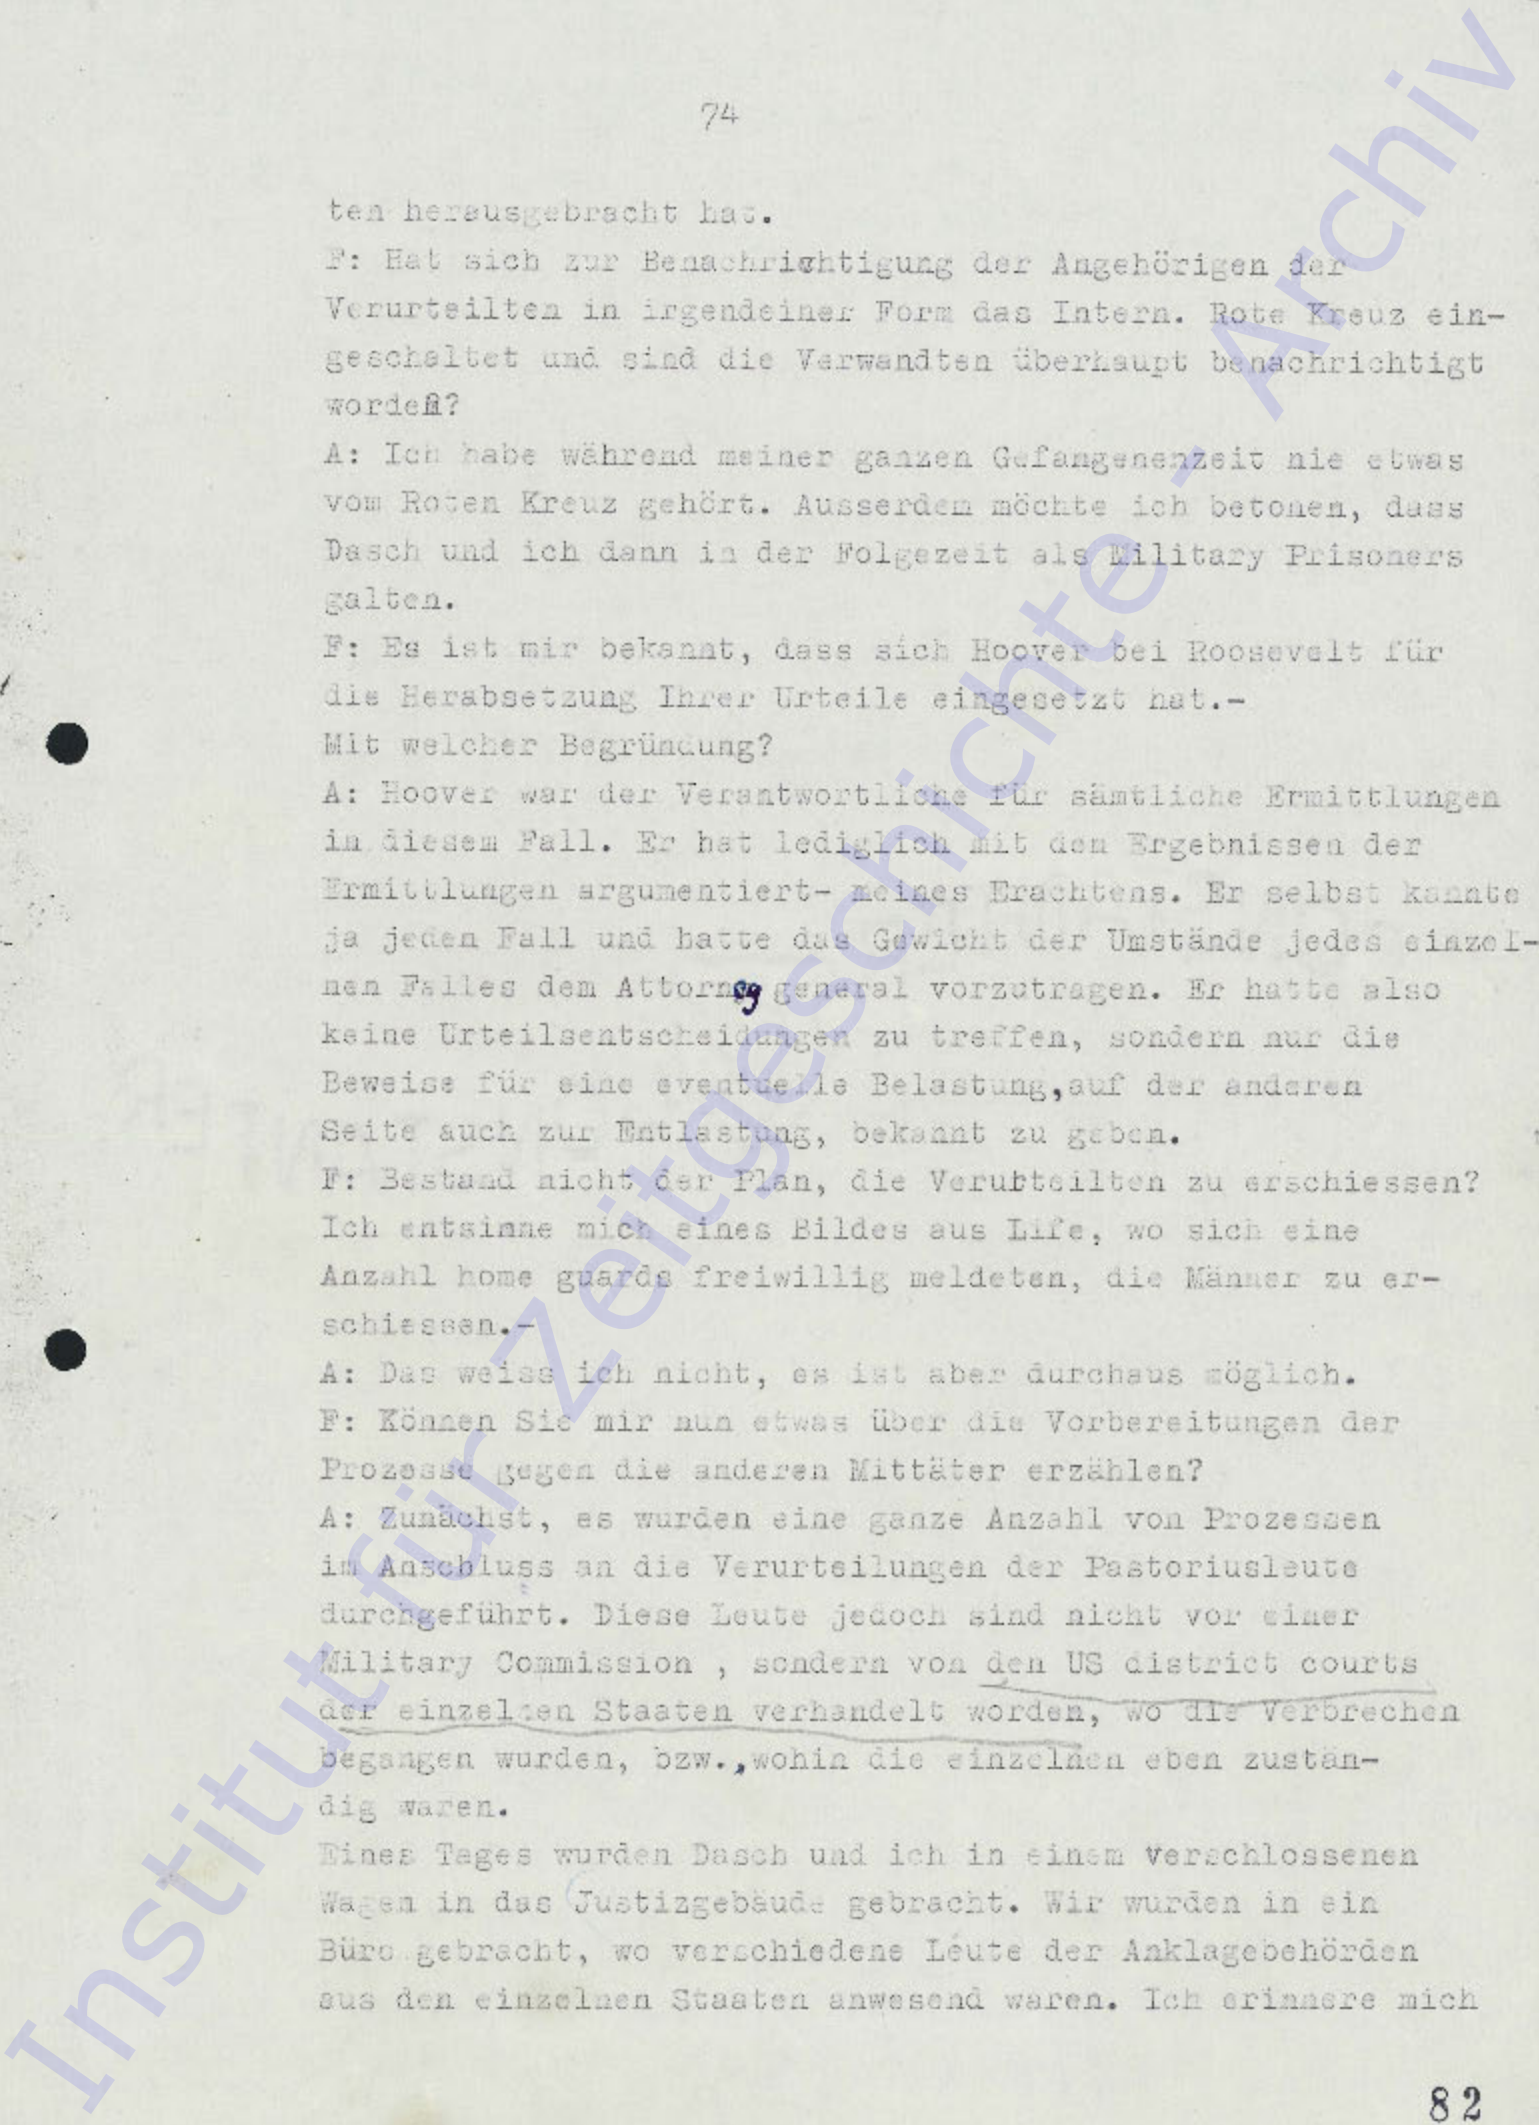 74
ten herausgebracht hat.
F: Hat sich zur Benachrichtigung der Angehörigen der
Verurteilten in irgendeiner Form das Intern. Rote Kreuz ein-
geschaltet und sind die Verwandten überhaupt benachrichtigt
worden?
A: Ich habe während meiner ganzen Gefangenenzeit nie etwas
vom Roten Kreuz gehört. Ausserdem möchte ich betonen, dass
Dasch und ich dann in der Folgezeit als Military Prisoners
galten.
F: Es ist mir bekannt, dass sich Hoover bei Roosevelt für
die Herabsetzung Ihrer Urteile eingesetzt hat.-
Mit welcher Begründung?
A: Hoover war der Verantwortliche für sämtliche Ermittlungen
in diesem Fall. Er hat lediglich mit den Ergebnissen der
Ermittlungen argumentiert- meines Erachtens. Er selbst kannte
ja jeden Fall und hatte das Gewicht der Umstände jedes einzel-
nen Falles dem Attorney general vorzutragen. Er hatte also
keine Urteilsentscheidungen zu treffen, sondern nur die
Beweise für eine eventuelle Belastung,auf der anderen
Seite auch zur Entlastung, bekannt zu geben.
F: Bestand nicht der Plan, die Verurteilten zu erschiessen?
Ich entsinne mich eines Bildes aus Life, wo sich eine
Anzahl home guards freiwillig meldeten, die Männer zu er-
schiessen.-
A: Das weiss ich nicht, es ist aber durchaus möglich.
F: Können Sie mir nun etwas über die Vorbereitungen der
Prozesse gegen die anderen Mittäter erzählen?
A: Zunächst, es wurden eine ganze Anzahl von Prozessen
im Anschluss an die Verurteilungen der Pastoriusleute
durchgeführt. Diese Leute jedoch sind nicht vor einer
Military Commission , sondern von den US district courts
der einzelnen Staaten verhandelt worden, wo die Verbrechen
begangen wurden, bzw.,wohin die einzelnen eben zustän-
dig waren.
Eines Tages wurden Dasch und ich in einem verschlossenen
Wagen in das Justizgebäude gebracht. Wir wurden in ein
Büro gebracht, wo verschiedene Leute der Anklagebehörden
aus den einzelnen Staaten anwesend waren. Ich erinnere mich
82
Institut für Zeitgeschichte - Archiv